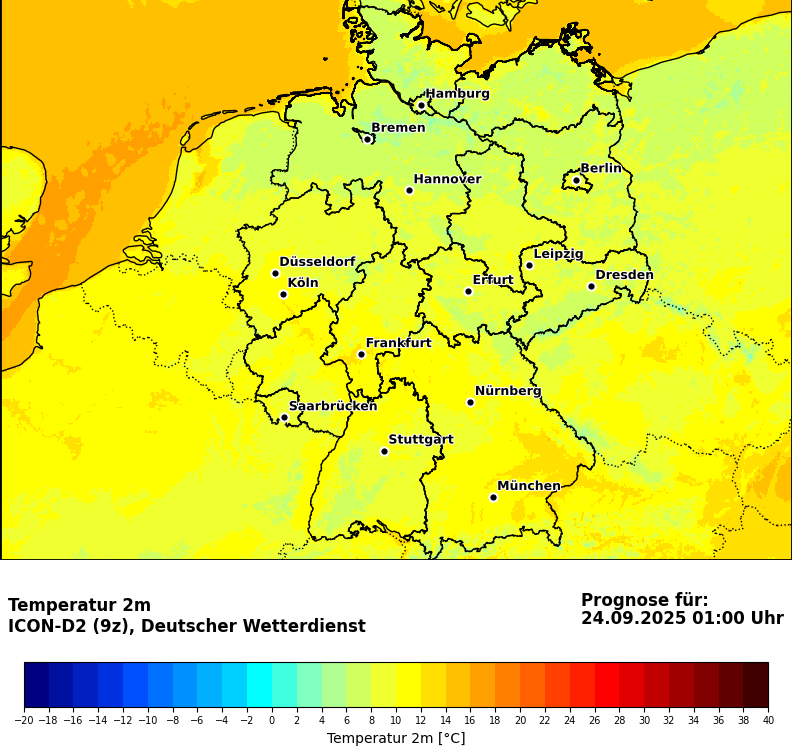 Hamburg
Bremen
Berlin
Hannover
Leipzig
Düsseldorf
Dresden
Köln
Erfurt
Frankfurt
Nürnberg
Saarbrücken
Stuttgart
München
Temperatur 2m
ICON-D2 (9z), Deutscher Wetterdienst
Prognose für:
24.09.2025 01:00 Uhr
−20 −18 −16 −14 −12 −10 −8 −6 −4 −2 0 2 4 6 8 10 12 14 16 18 20 22 24 26 28 30 32 34 36 38 40
Temperatur 2m [°C]